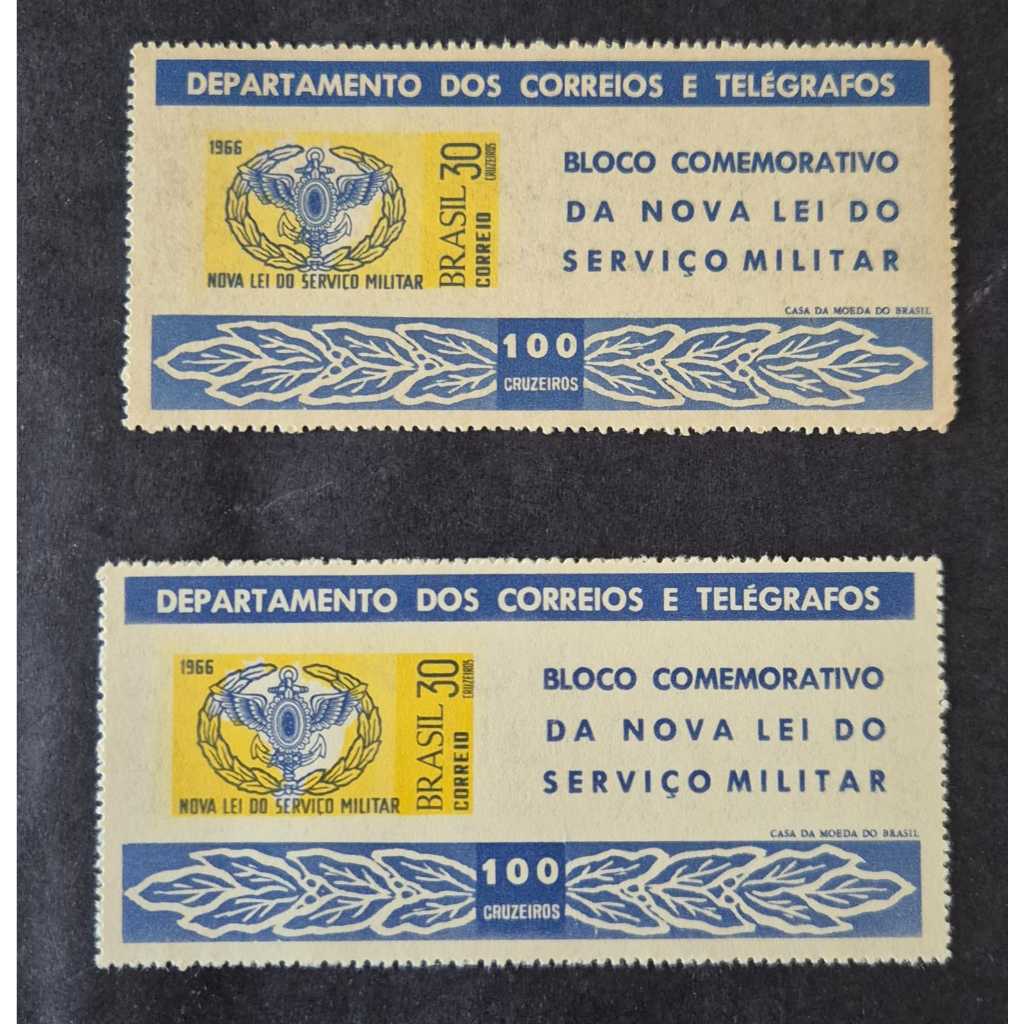 DEPARTAMENTO DOS CORREIOS E TELÉGRAFOS
1966
NOVA LEI DO SERVIÇO MILITAR
BRASIL 30
CRUZEIROS
CORREIO
BLOCO COMEMORATIVO
DA NOVA LEI DO
SERVIÇO MILITAR
CASA DA MOEDA DO BRASIL
100
CRUZEIROS
DEPARTAMENTO DOS CORREIOS E TELÉGRAFOS
1966
NOVA LEI DO SERVIÇO MILITAR
BRASIL 30
CRUZEIROS
CORREIO
BLOCO COMEMORATIVO
DA NOVA LEI DO
SERVIÇO MILITAR
CASA DA MOEDA DO BRASIL
100
CRUZEIROS